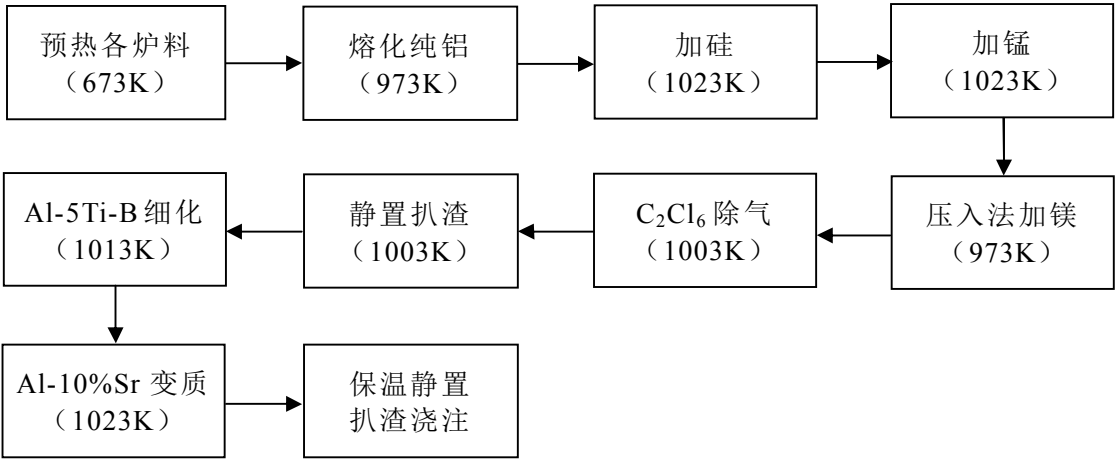 预热各炉料
（673K）
熔化纯铝
（973K）
加硅
（1023K）
加锰
（1023K）
压入法加镁
（973K）
C₂Cl₆ 除气
（1003K）
静置扒渣
（1003K）
Al-5Ti-B 细化
（1013K）
Al-10%Sr 变质
（1023K）
保温静置
扒渣浇注